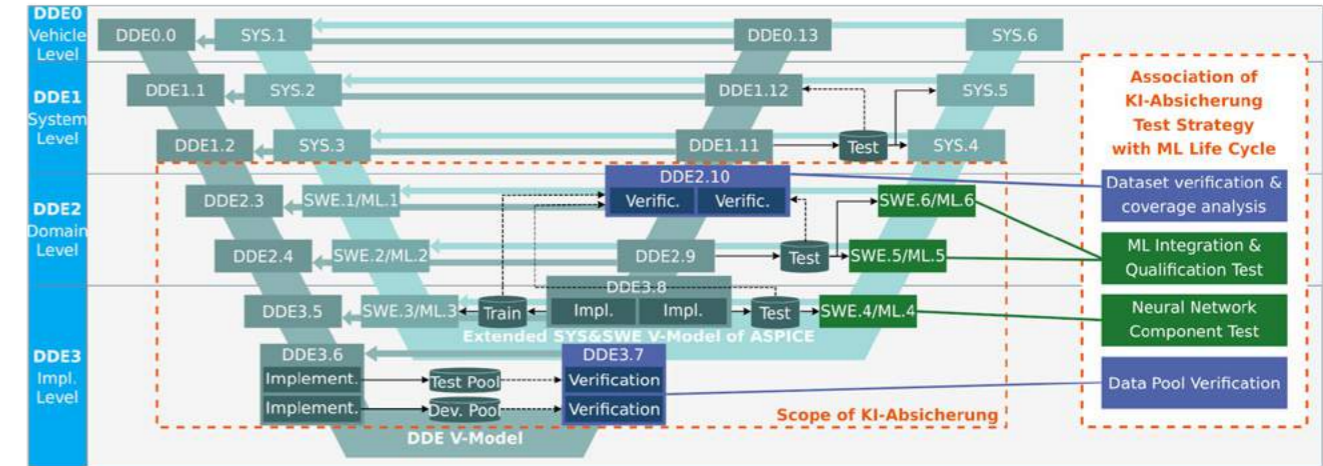 DDE0
Vehicle
Level
DDE0.0
SYS.1
DDE0.13
SYS.6
DDE1
System
Level
DDE1.1
SYS.2
DDE1.12
SYS.5
DDE1.2
SYS.3
DDE1.11
Test
SYS.4
DDE2
Domain
Level
DDE2.3
SWE.1/ML.1
DDE2.10
Verific.
Verific.
SWE.6/ML.6
DDE2.4
SWE.2/ML.2
DDE2.9
Test
SWE.5/ML.5
DDE3
Impl.
Level
DDE3.5
SWE.3/ML.3
Train
DDE3.8
Impl.
Impl.
Test
SWE.4/ML.4
Extended SYS&SWE V-Model of ASPICE
DDE3.6
Implement.
Implement.
Test Pool
Dev. Pool
DDE3.7
Verification
Verification
Scope of KI-Absicherung
DDE V-Model
Association of
KI-Absicherung
Test Strategy
with ML Life Cycle
Dataset verification &
coverage analysis
ML Integration &
Qualification Test
Neural Network
Component Test
Data Pool Verification